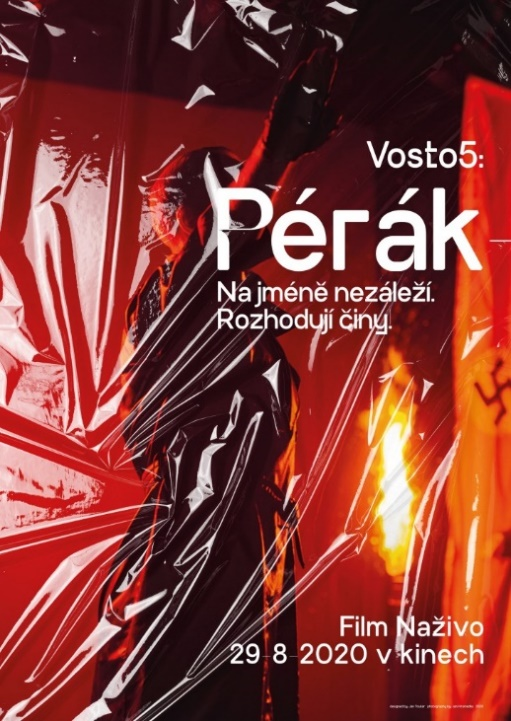 Vosto5:
Pérák
Na jméně nezáleží.
Rozhodují činy.
Film Naživo
29–8–2020 v kinech